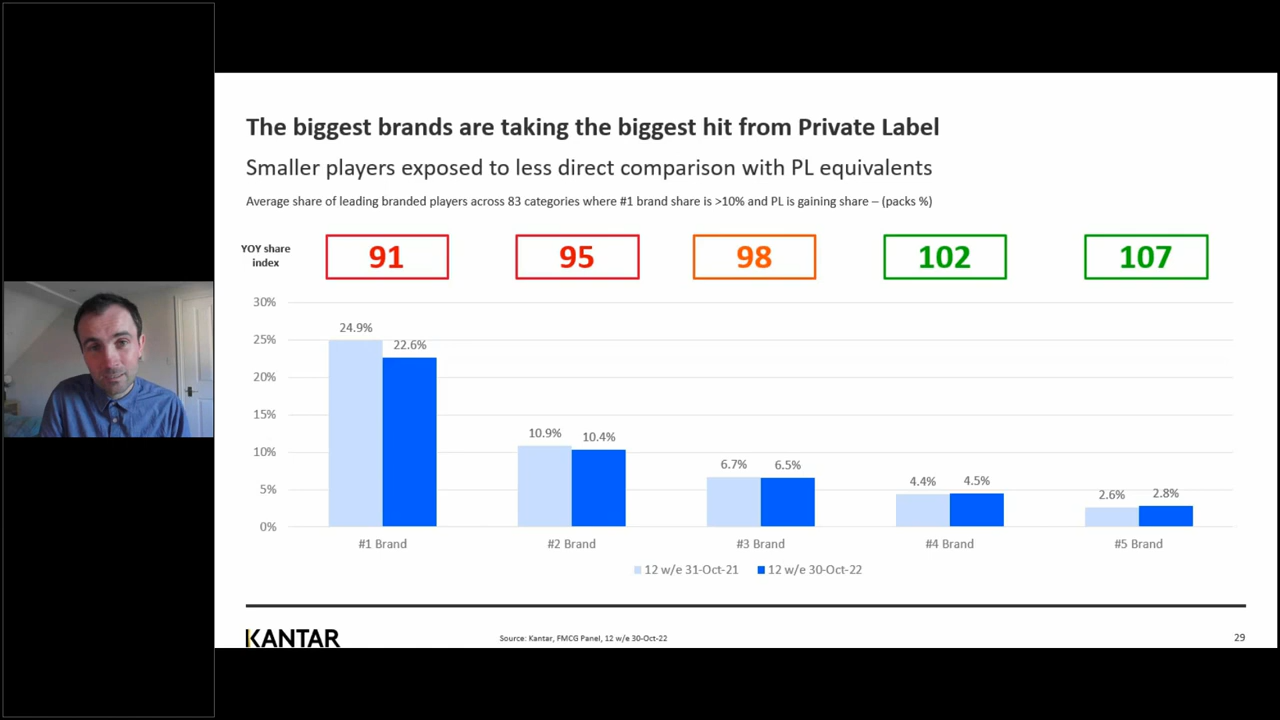 The biggest brands are taking the biggest hit from Private Label
Smaller players exposed to less direct comparison with PL equivalents
Average share of leading branded players across 83 categories where #1 brand share is >10% and PL is gaining share – (packs %)
YOY share
index
91
95
98
102
107
30%
25%
20%
15%
10%
5%
0%
24.9%
22.6%
10.9%
10.4%
6.7%
6.5%
4.4%
4.5%
2.6%
2.8%
#1 Brand
#2 Brand
#3 Brand
#4 Brand
#5 Brand
12 w/e 31-Oct-21
12 w/e 30-Oct-22
KANTAR
Source: Kantar, FMCG Panel, 12 w/e 30-Oct-22
29